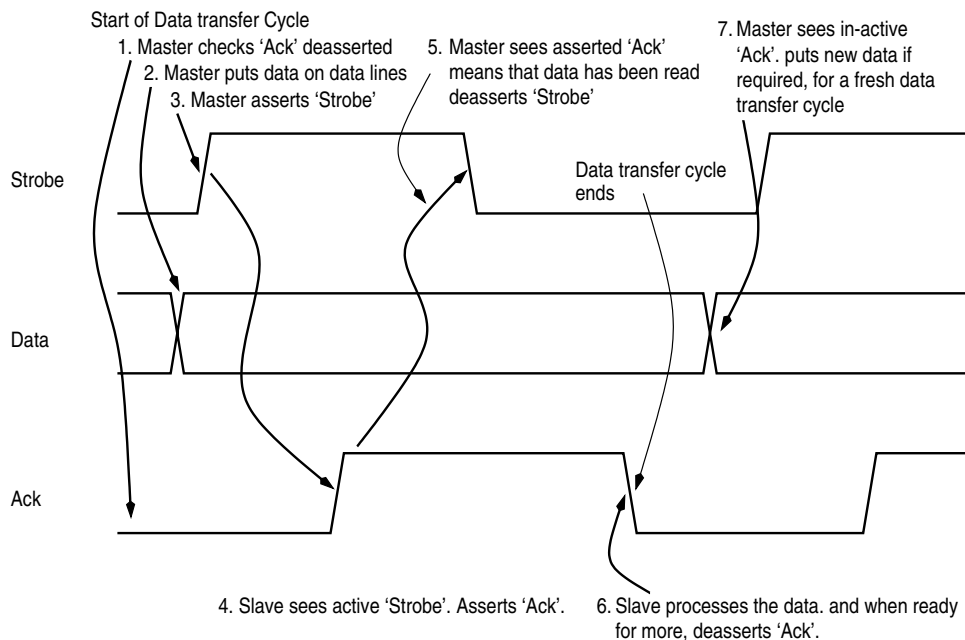 Start of Data transfer Cycle
1. Master checks ‘Ack’ deasserted
2. Master puts data on data lines
3. Master asserts ‘Strobe’
5. Master sees asserted ‘Ack’
means that data has been read
deasserts ‘Strobe’
7. Master sees in-active
‘Ack’. puts new data if
required, for a fresh data
transfer cycle
Strobe
Data transfer cycle
ends
Data
Ack
4. Slave sees active ‘Strobe’. Asserts ‘Ack’.
6. Slave processes the data. and when ready
for more, deasserts ‘Ack’.